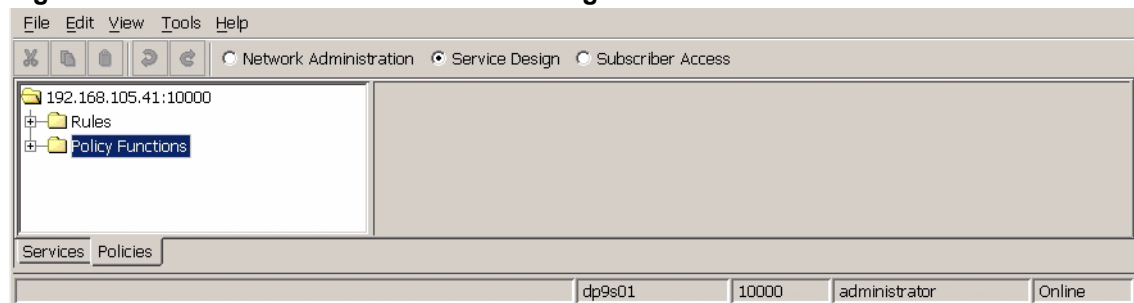 File Edit View Tools Help
Network Administration Service Design Subscriber Access
192.168.105.41:10000
Rules
Policy Functions
Services Policies
dp9s01 10000 administrator Online